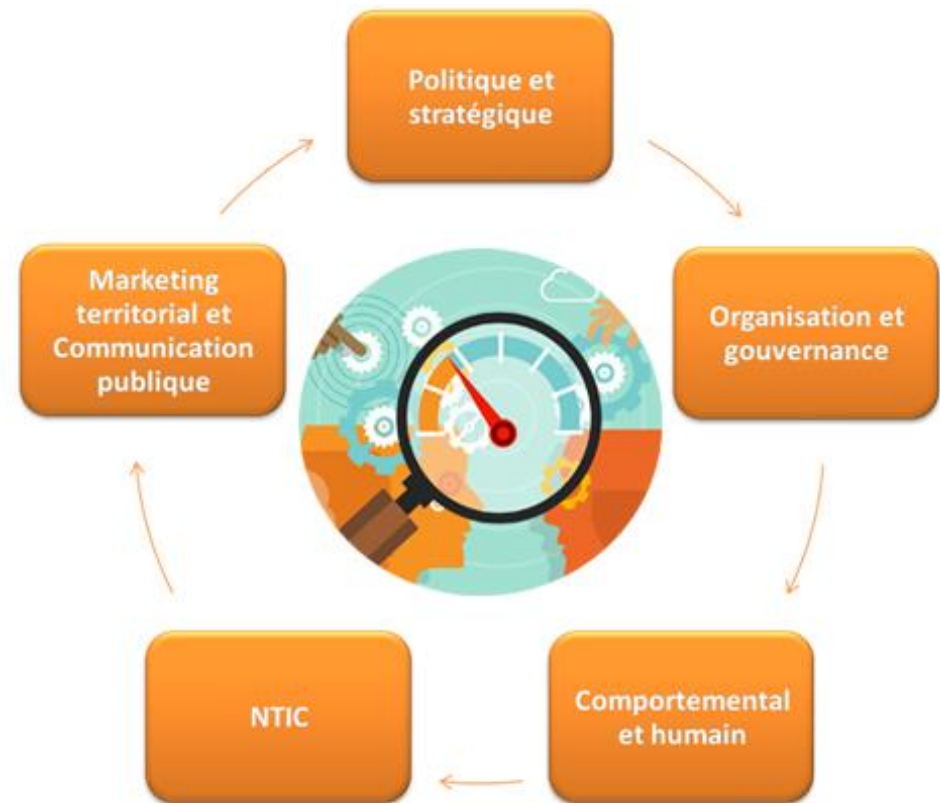 Politique et
stratégique
Organisation et
gouvernance
Comportemental
et humain
NTIC
Marketing
territorial et
Communication
publique